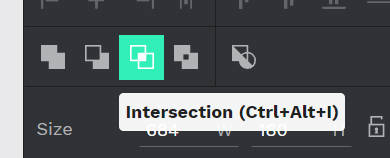 Intersection (Ctrl+Alt+I)
Size W H